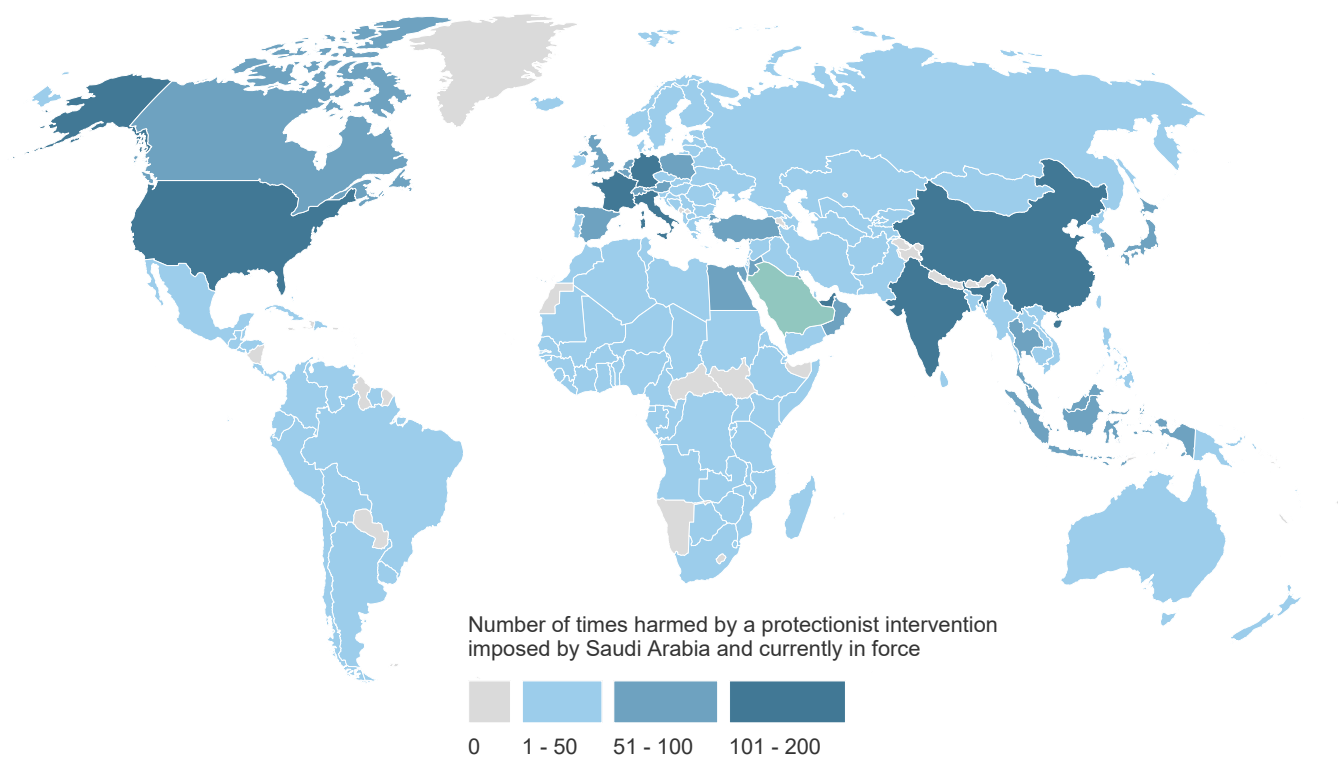 Number of times harmed by a protectionist intervention
imposed by Saudi Arabia and currently in force
0 1 - 50 51 - 100 101 - 200